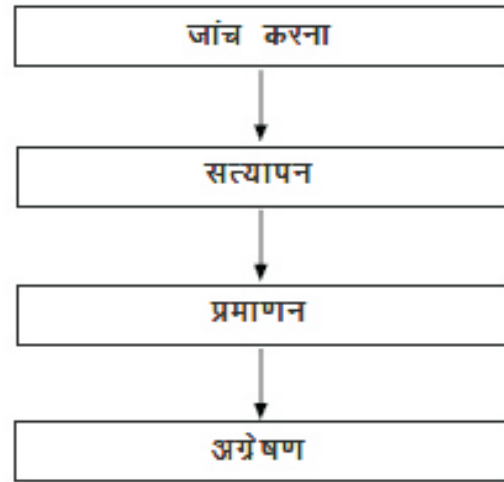 जांच करना
सत्यापन
प्रमाणन
अग्रेषण